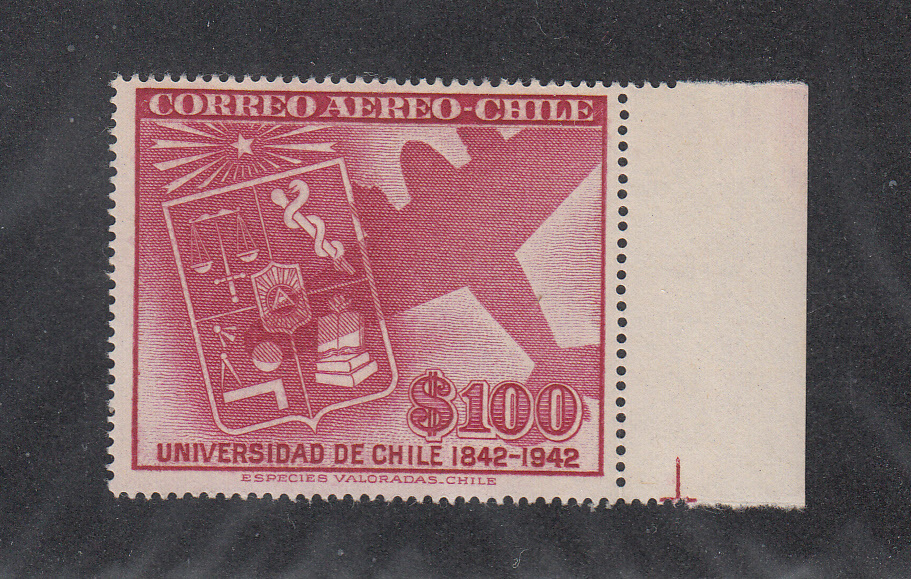 CORREO AEREO-CHILE
$100
UNIVERSIDAD DE CHILE 1842-1942
ESPECIES VALORADAS-CHILE